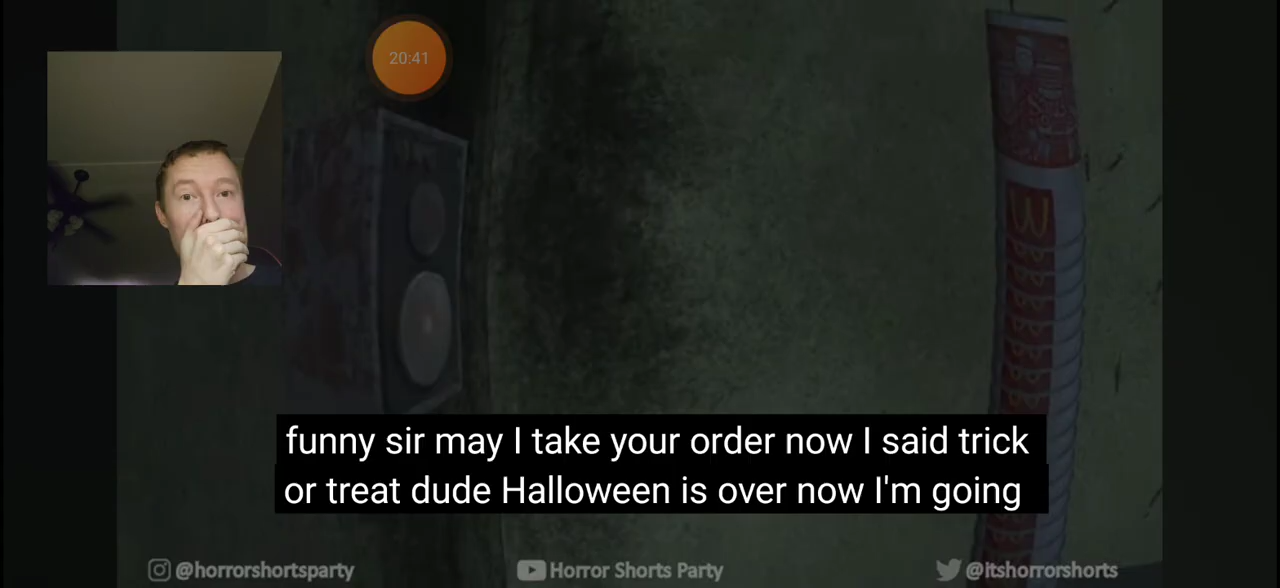 20:41
funny sir may I take your order now I said trick
or treat dude Halloween is over now I'm going
@horrorshortsparty
Horror Shorts Party
@itshorrorshorts